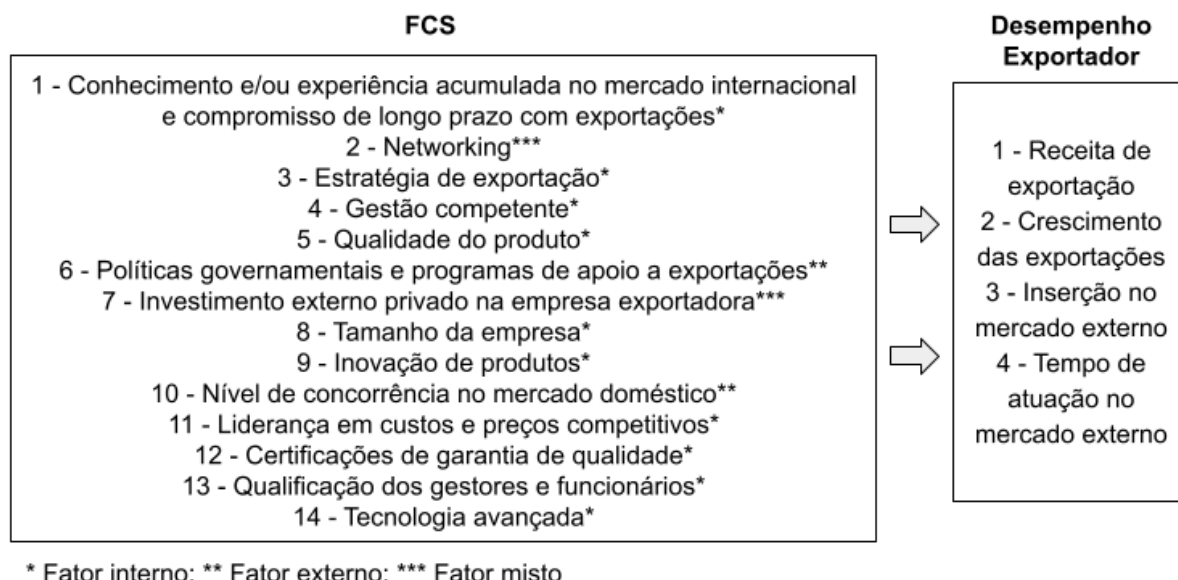 FCS
1 - Conhecimento e/ou experiência acumulada no mercado internacional
e compromisso de longo prazo com exportações*
2 - Networking***
3 - Estratégia de exportação*
4 - Gestão competente*
5 - Qualidade do produto*
6 - Políticas governamentais e programas de apoio a exportações**
7 - Investimento externo privado na empresa exportadora***
8 - Tamanho da empresa*
9 - Inovação de produtos*
10 - Nível de concorrência no mercado doméstico**
11 - Liderança em custos e preços competitivos*
12 - Certificações de garantia de qualidade*
13 - Qualificação dos gestores e funcionários*
14 - Tecnologia avançada*
Desempenho
Exportador
1 - Receita de
exportação
2 - Crescimento
das exportações
3 - Inserção no
mercado externo
4 - Tempo de
atuação no
mercado externo
* Fator interno; ** Fator externo; *** Fator misto